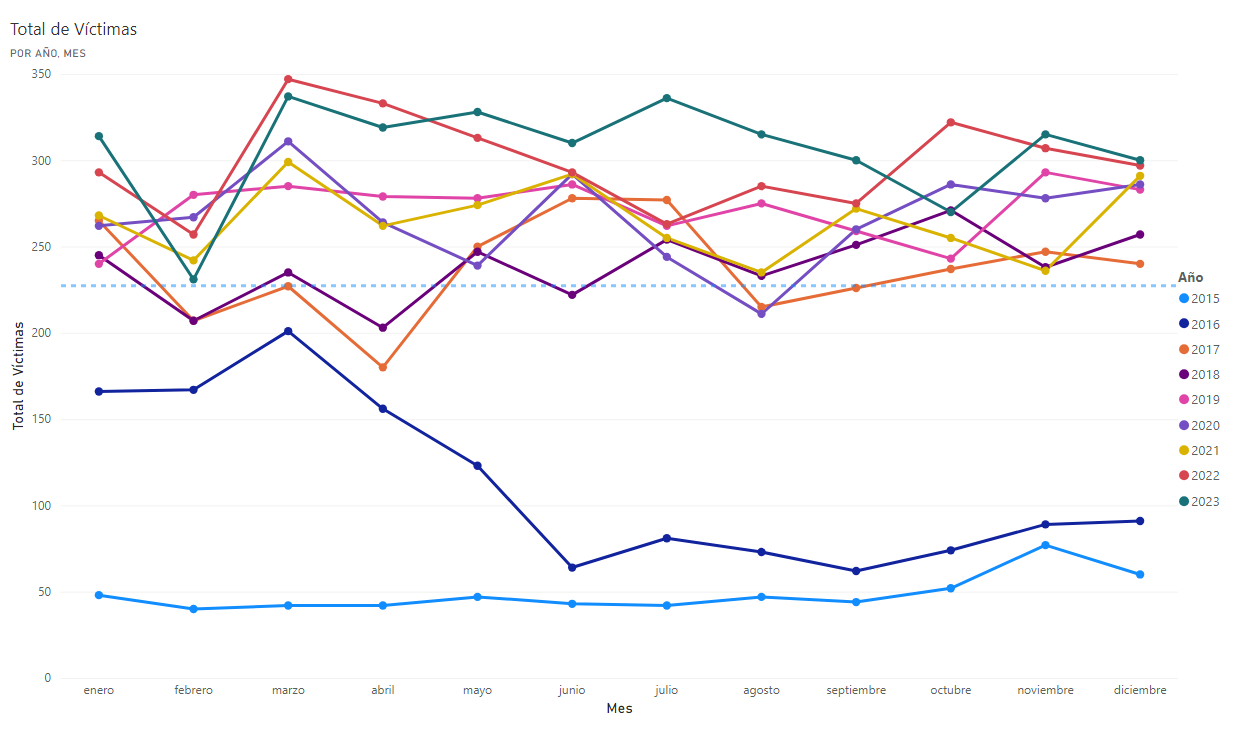 Total de Víctimas
POR AÑO, MES
350
300
250
200
150
100
50
0
Total de Víctimas
enero febrero marzo abril mayo junio julio agosto septiembre octubre noviembre diciembre
Mes
Año
2015
2016
2017
2018
2019
2020
2021
2022
2023